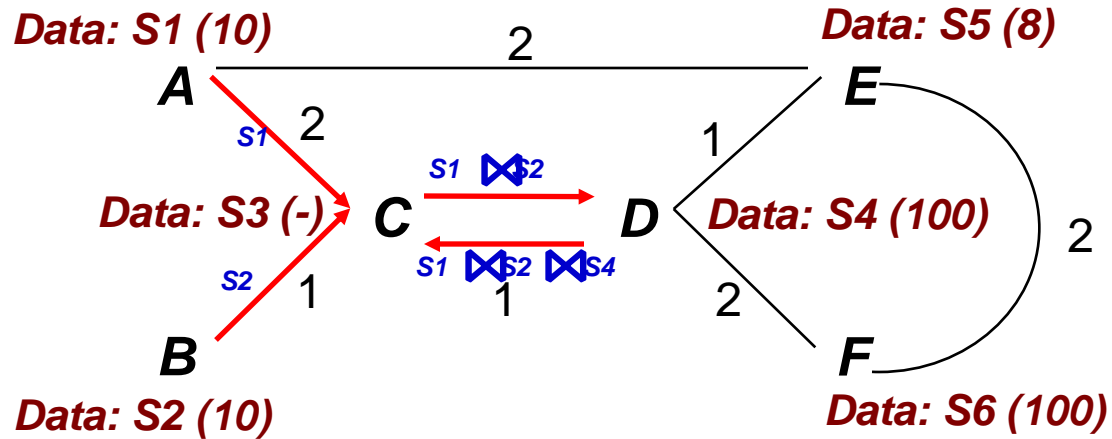 Data: S1 (10)
Data: S5 (8)
2
A
E
S1
2
1
S1 ⋈ S2
Data: S3 (-)
C
D
Data: S4 (100)
2
S1 ⋈ S2 ⋈ S4
S2
1
1
2
B
F
Data: S2 (10)
Data: S6 (100)